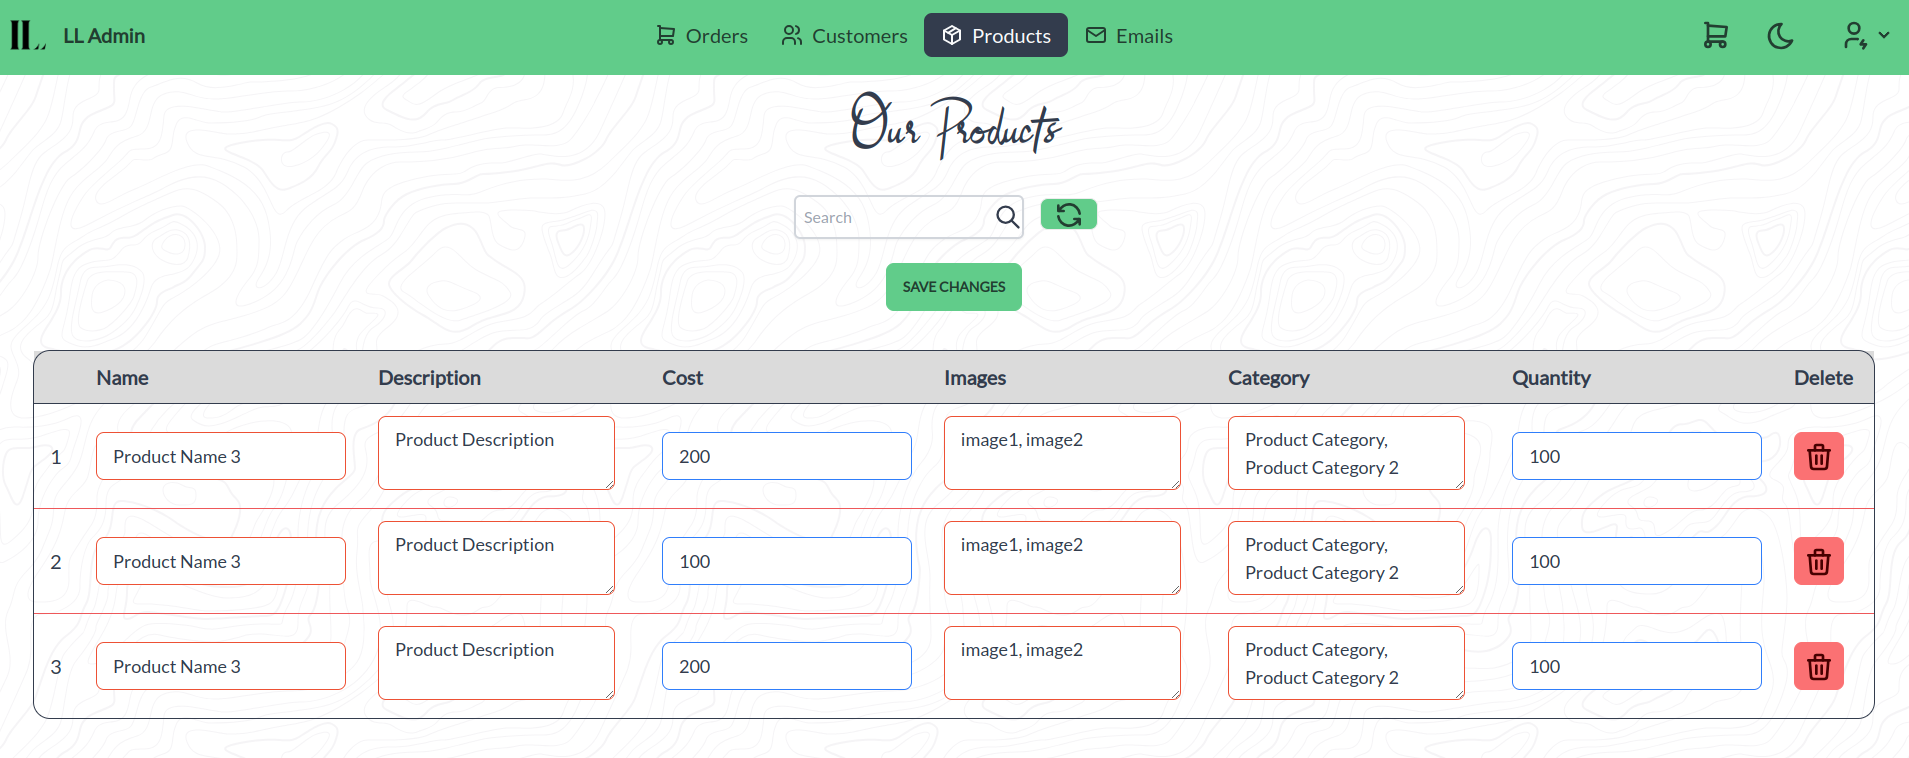 LL Admin Orders Customers Products Emails
Our Products
Search
SAVE CHANGES
Name Description Cost Images Category Quantity Delete
1 Product Name 3 Product Description 200 image1, image2 Product Category, 100
Product Category 2
2 Product Name 3 Product Description 100 image1, image2 Product Category, 100
Product Category 2
3 Product Name 3 Product Description 200 image1, image2 Product Category, 100
Product Category 2